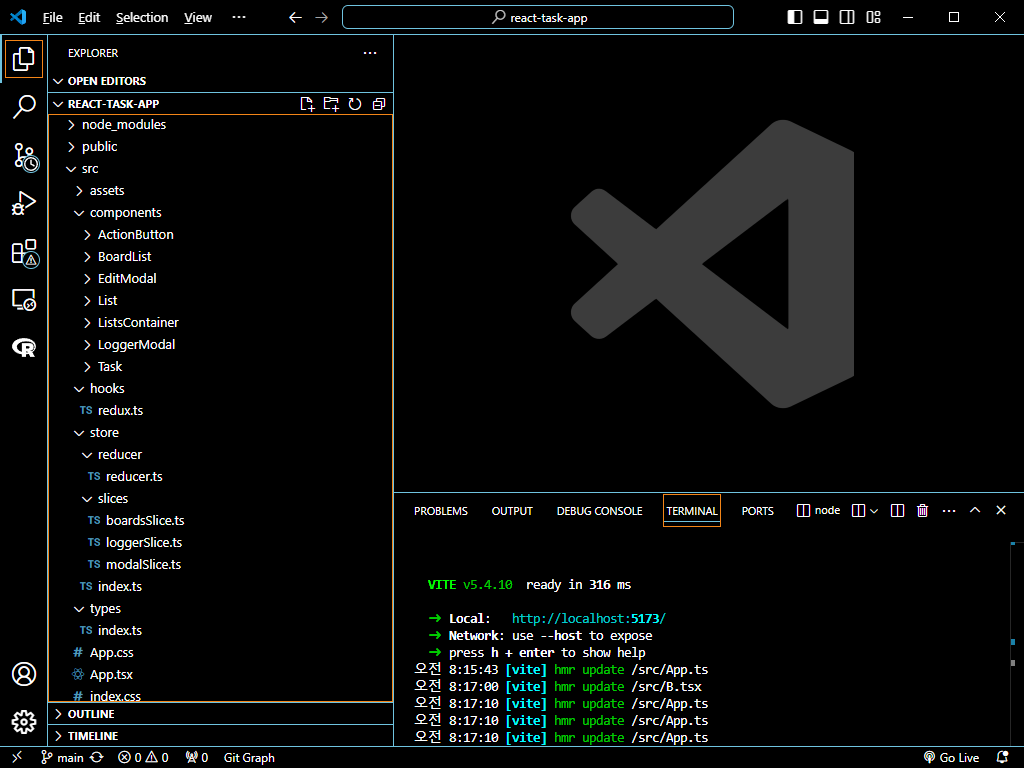 File Edit Selection View ··· react-task-app
EXPLORER
OPEN EDITORS
REACT-TASK-APP
node_modules
public
src
assets
components
ActionButton
BoardList
EditModal
List
ListsContainer
LoggerModal
Task
hooks
TS redux.ts
store
reducer
TS reducer.ts
slices
TS boardsSlice.ts
TS loggerSlice.ts
TS modalSlice.ts
TS index.ts
types
TS index.ts
# App.css
App.tsx
# index.css
OUTLINE
TIMELINE
PROBLEMS OUTPUT DEBUG CONSOLE TERMINAL PORTS node
VITE v5.4.10 ready in 316 ms
➜ Local: http://localhost:5173/
➜ Network: use --host to expose
➜ press h + enter to show help
오전 8:15:43 [vite] hmr update /src/App.ts
오전 8:17:00 [vite] hmr update /src/B.tsx
오전 8:17:10 [vite] hmr update /src/App.ts
오전 8:17:10 [vite] hmr update /src/App.ts
오전 8:17:10 [vite] hmr update /src/App.ts
main 0 0 0 Git Graph Go Live